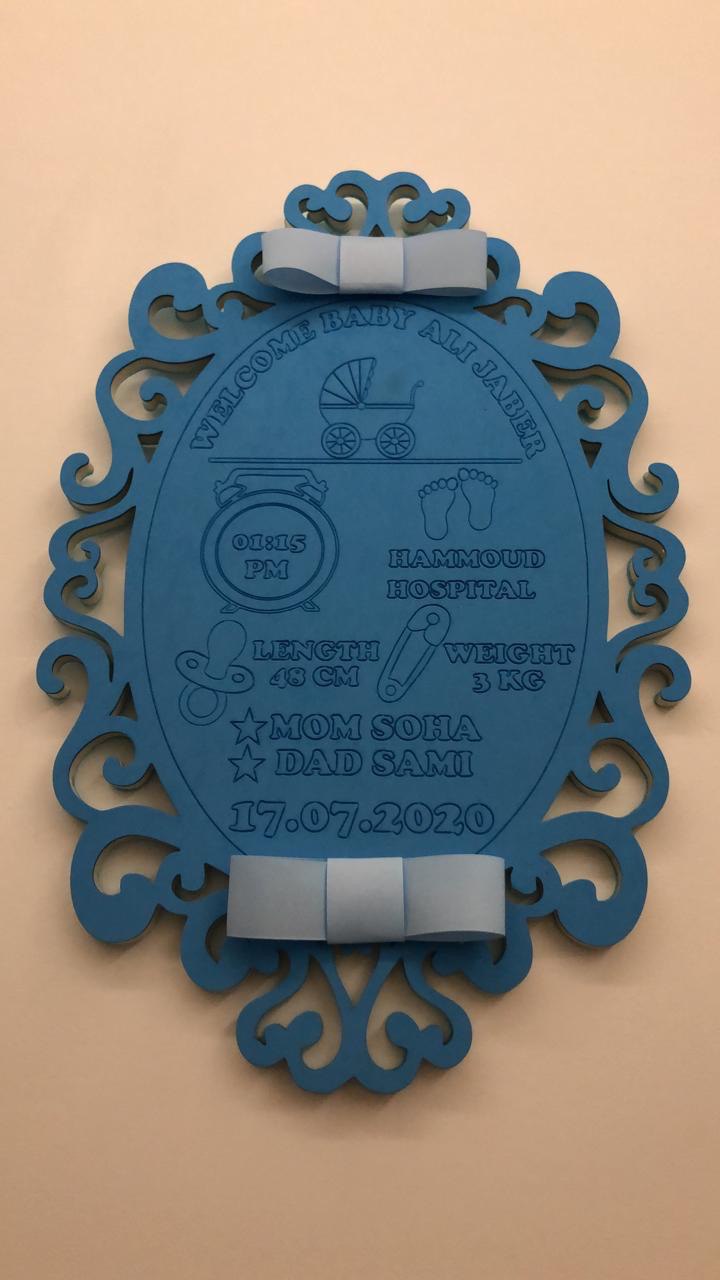 WELCOME BABY ALI JABER
01:15
PM
HAMMOUD
HOSPITAL
LENGTH
48 CM
WEIGHT
3 KG
MOM SOHA
DAD SAMI
17.07.2020